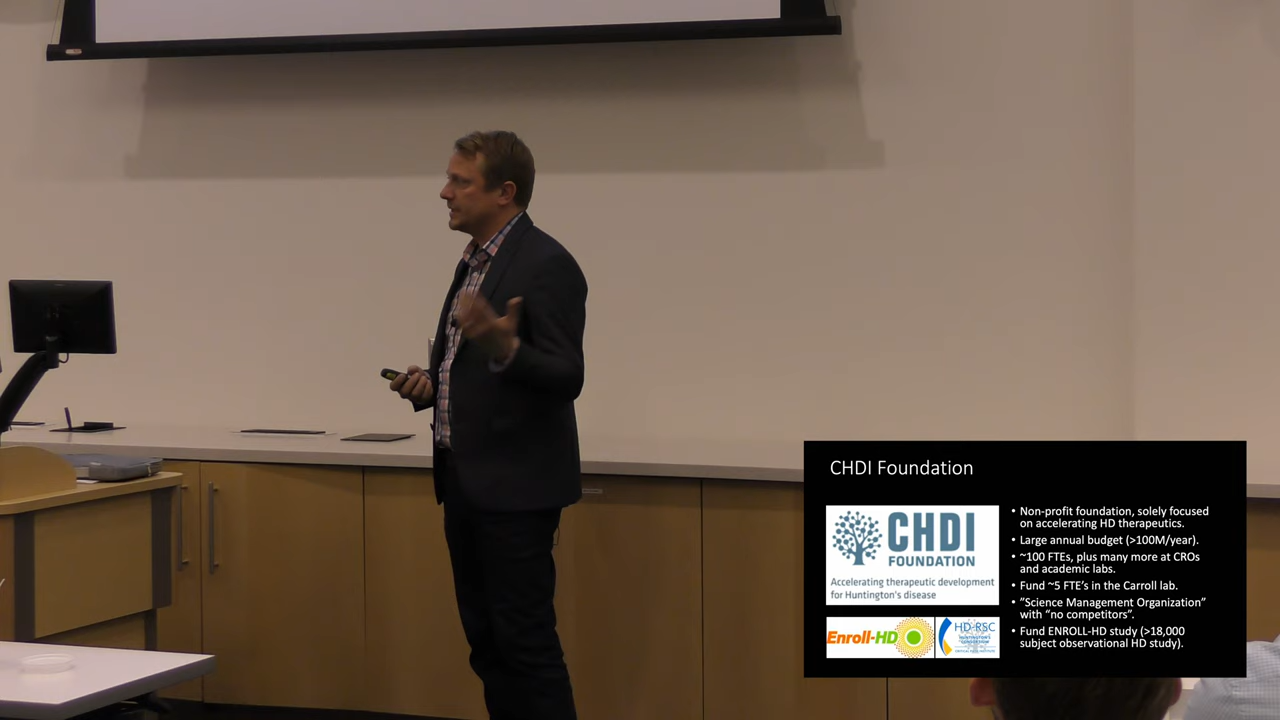 CHDI Foundation
CHDI
FOUNDATION
Accelerating therapeutic development
for Huntington's disease
Enroll-HD
HD-RSC
• Non-profit foundation, solely focused
on accelerating HD therapeutics.
• Large annual budget (>100M/year).
• ~100 FTEs, plus many more at CROs
and academic labs.
• Fund ~5 FTE's in the Carroll lab.
• ”Science Management Organization”
with “no competitors”.
• Fund ENROLL-HD study (>18,000
subject observational HD study).